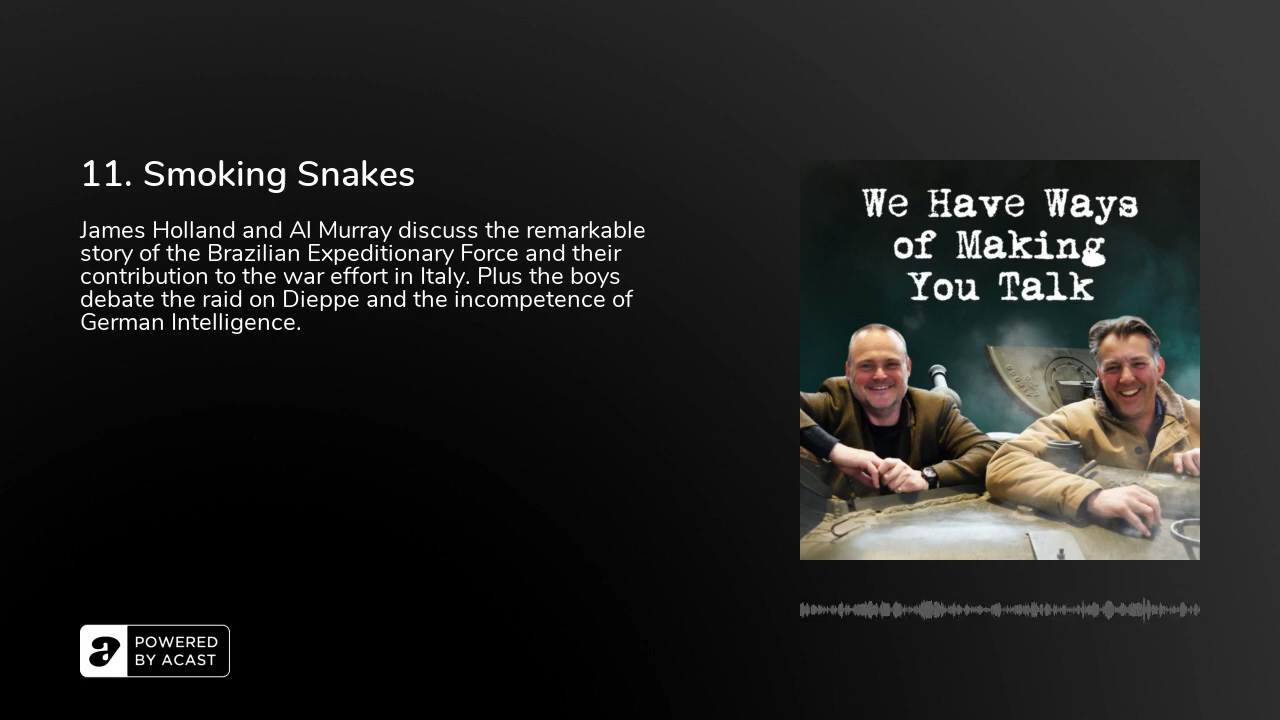 11. Smoking Snakes
James Holland and Al Murray discuss the remarkable
story of the Brazilian Expeditionary Force and their
contribution to the war effort in Italy. Plus the boys
debate the raid on Dieppe and the incompetence of
German Intelligence.
We Have Ways
of Making
You Talk
POWERED
BY ACAST